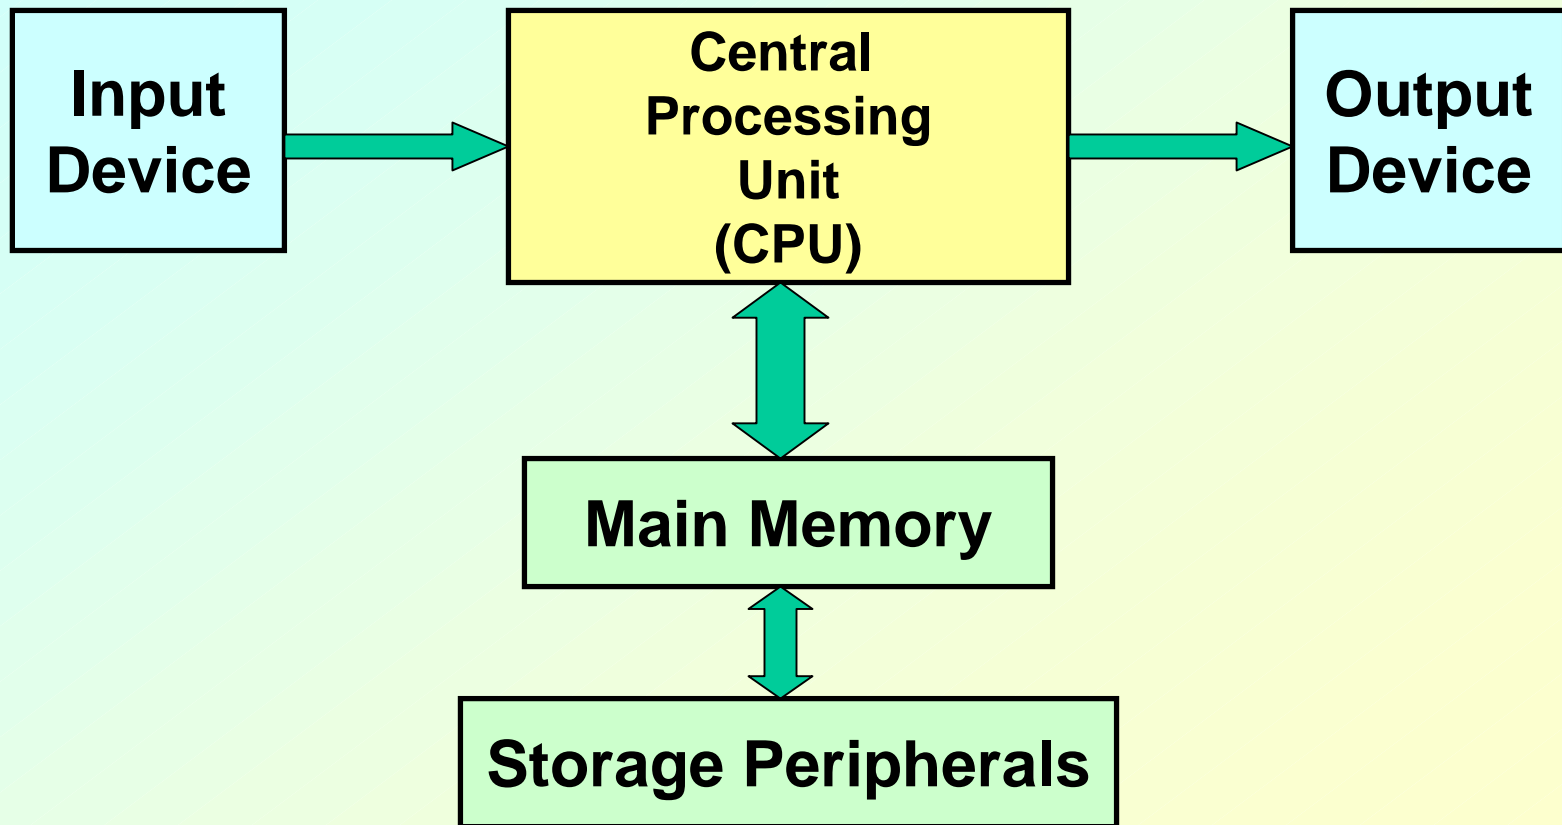 Input
Device
Central
Processing
Unit
(CPU)
Output
Device
Main Memory
Storage Peripherals